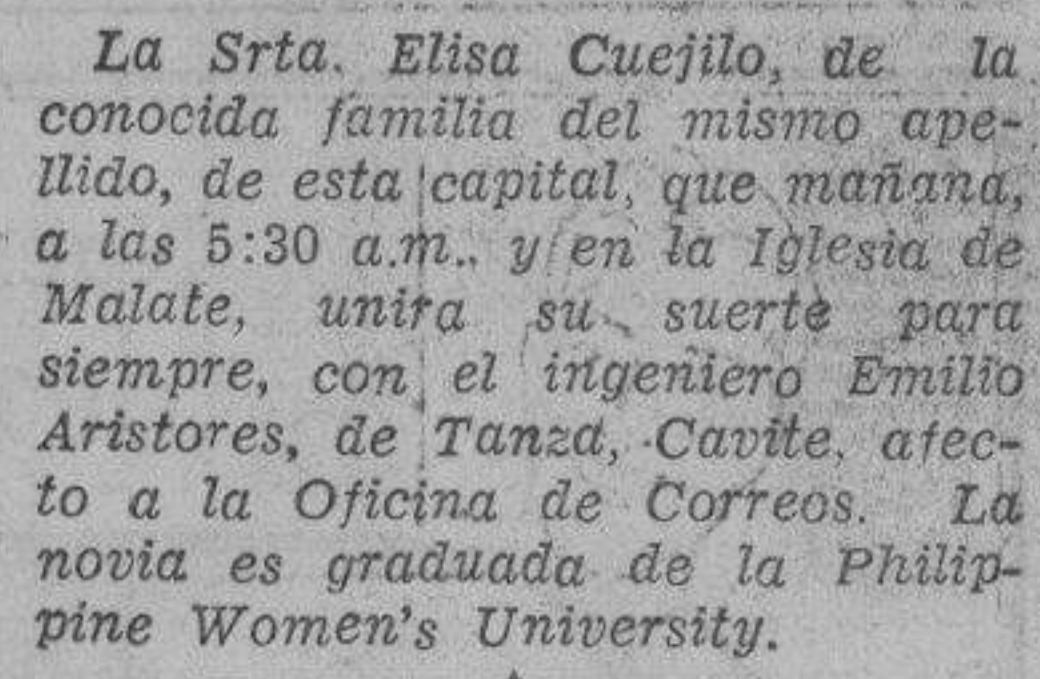 La Srta. Elisa Cuejilo, de la
conocida familia del mismo ape-
llido, de esta capital, que mañana,
a las 5:30 a.m., y en la Iglesia de
Malate, unira su suerte para
siempre, con el ingeniero Emilio
Aristores, de Tanza, Cavite, afec-
to a la Oficina de Correos. La
novia es graduada de la Philip-
pine Women's University.